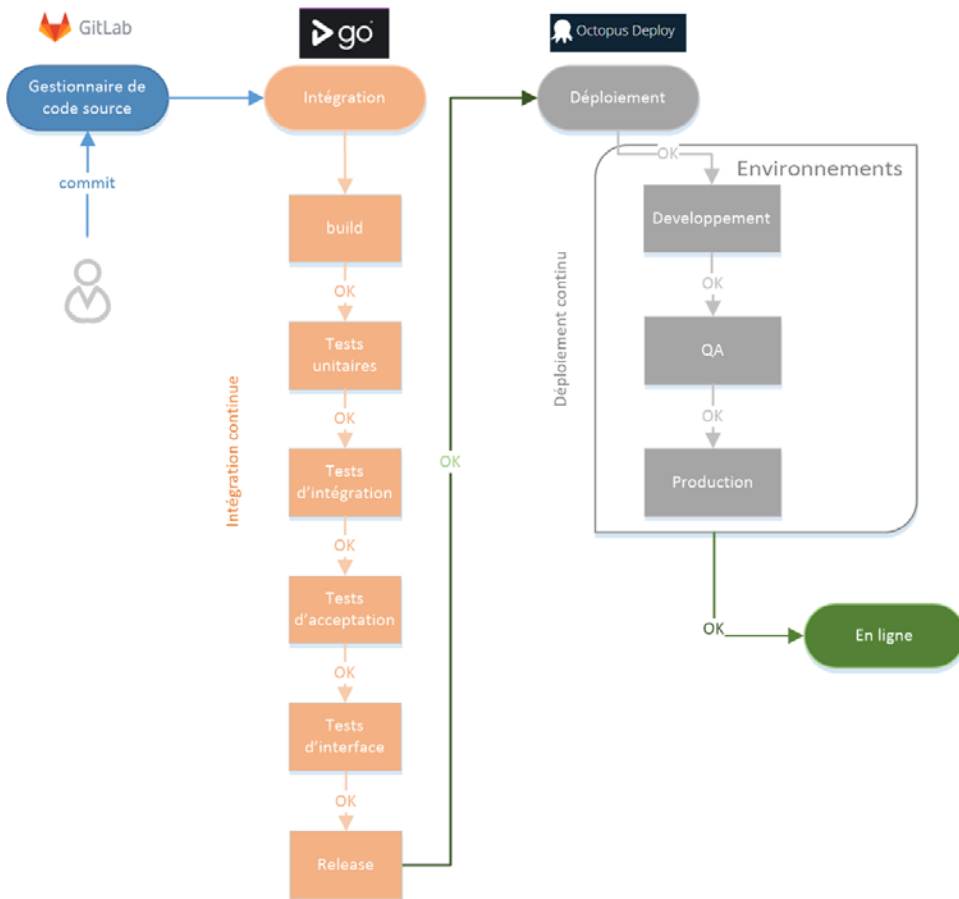 GitLab
go
Octopus Deploy
Gestionnaire de
code source
Intégration
Déploiement
commit
OK
Environnements
build
Developpement
OK
OK
Tests
unitaires
QA
Déploiement continu
OK
OK
Intégration continue
OK
Tests
d'intégration
Production
OK
Tests
d'acceptation
OK
En ligne
OK
Tests
d'interface
OK
Release